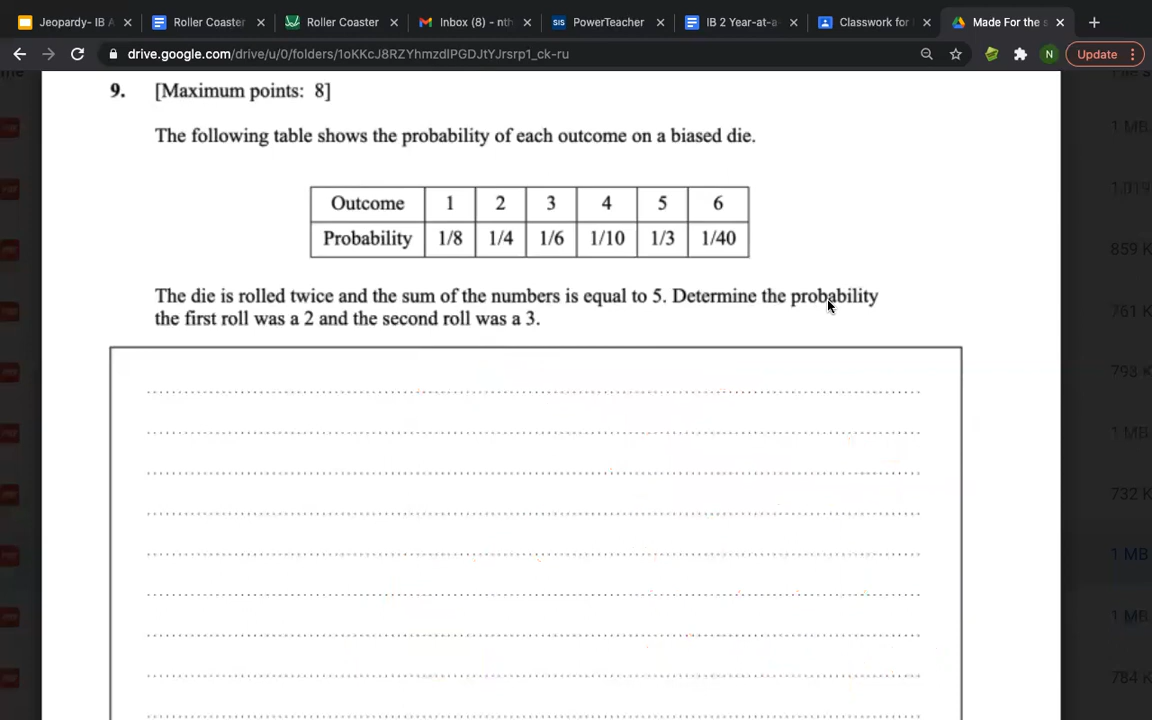 Jeopardy- IB A
Roller Coaster
Roller Coaster
Inbox (8) - nth
SIS PowerTeacher
IB 2 Year-at-a-
Classwork for
Made For the s
drive.google.com/drive/u/0/folders/1oKKcJ8RZYhmzdlPGDJtYJrsrp1_ck-ru
N
Update
9. [Maximum points: 8]
The following table shows the probability of each outcome on a biased die.
Outcome 1 2 3 4 5 6
Probability 1/8 1/4 1/6 1/10 1/3 1/40
The die is rolled twice and the sum of the numbers is equal to 5. Determine the probability
the first roll was a 2 and the second roll was a 3.
1 MB
859 K
761 K
793 K
1 MB
732 K
1 MB
1 MB
784 K